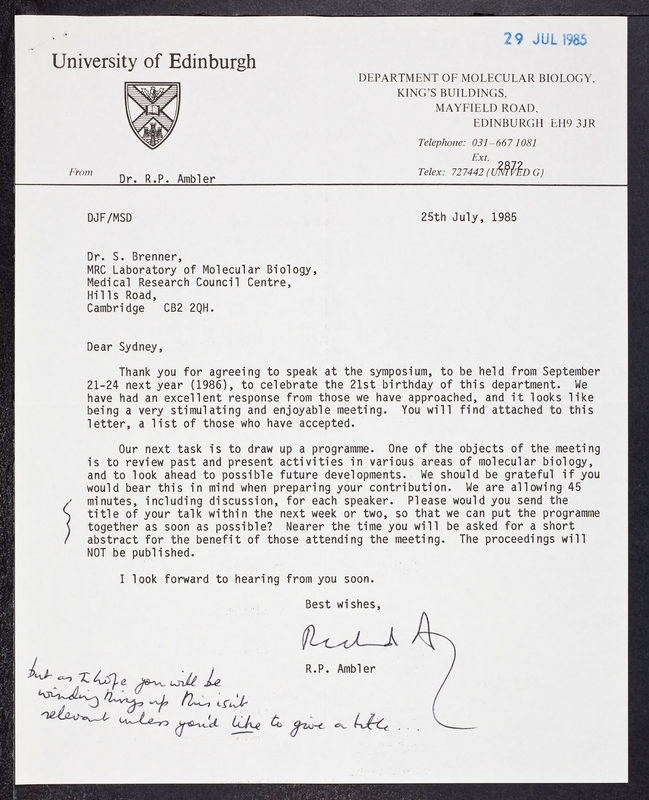 29 JUL 1985
University of Edinburgh
DEPARTMENT OF MOLECULAR BIOLOGY,
KING'S BUILDINGS,
MAYFIELD ROAD,
EDINBURGH EH9 3JR
Telephone: 031-667 1081
Ext.
2872
Telex: 727442 (UNIVED G)
From Dr. R.P. Ambler
DJF/MSD 25th July, 1985
Dr. S. Brenner,
MRC Laboratory of Molecular Biology,
Medical Research Council Centre,
Hills Road,
Cambridge CB2 2QH.
Dear Sydney,
Thank you for agreeing to speak at the symposium, to be held from September
21-24 next year (1986), to celebrate the 21st birthday of this department. We
have had an excellent response from those we have approached, and it looks like
being a very stimulating and enjoyable meeting. You will find attached to this
letter, a list of those who have accepted.
Our next task is to draw up a programme. One of the objects of the meeting
is to review past and present activities in various areas of molecular biology,
and to look ahead to possible future developments. We should be grateful if you
would bear this in mind when preparing your contribution. We are allowing 45
minutes, including discussion, for each speaker. Please would you send the
title of your talk within the next week or two, so that we can put the programme
together as soon as possible? Nearer the time you will be asked for a short
abstract for the benefit of those attending the meeting. The proceedings will
NOT be published.
I look forward to hearing from you soon.
Best wishes,
Richard A
R.P. Ambler
but as I hope you will be
winding things up this isn't
relevant unless you'd like to give a title...